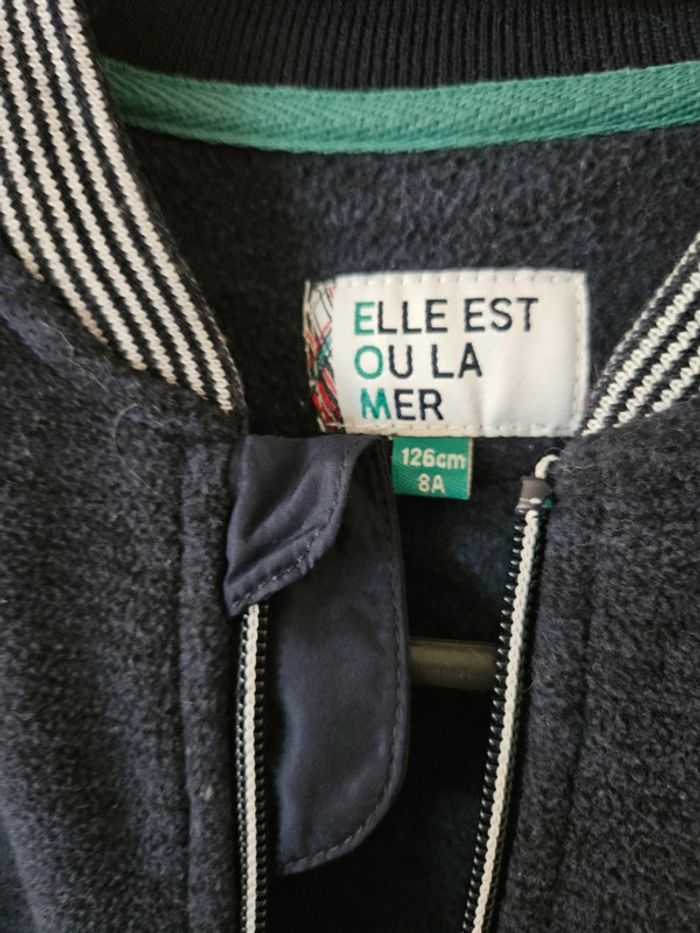 ELLE EST
OU LA
MER
126cm
8A